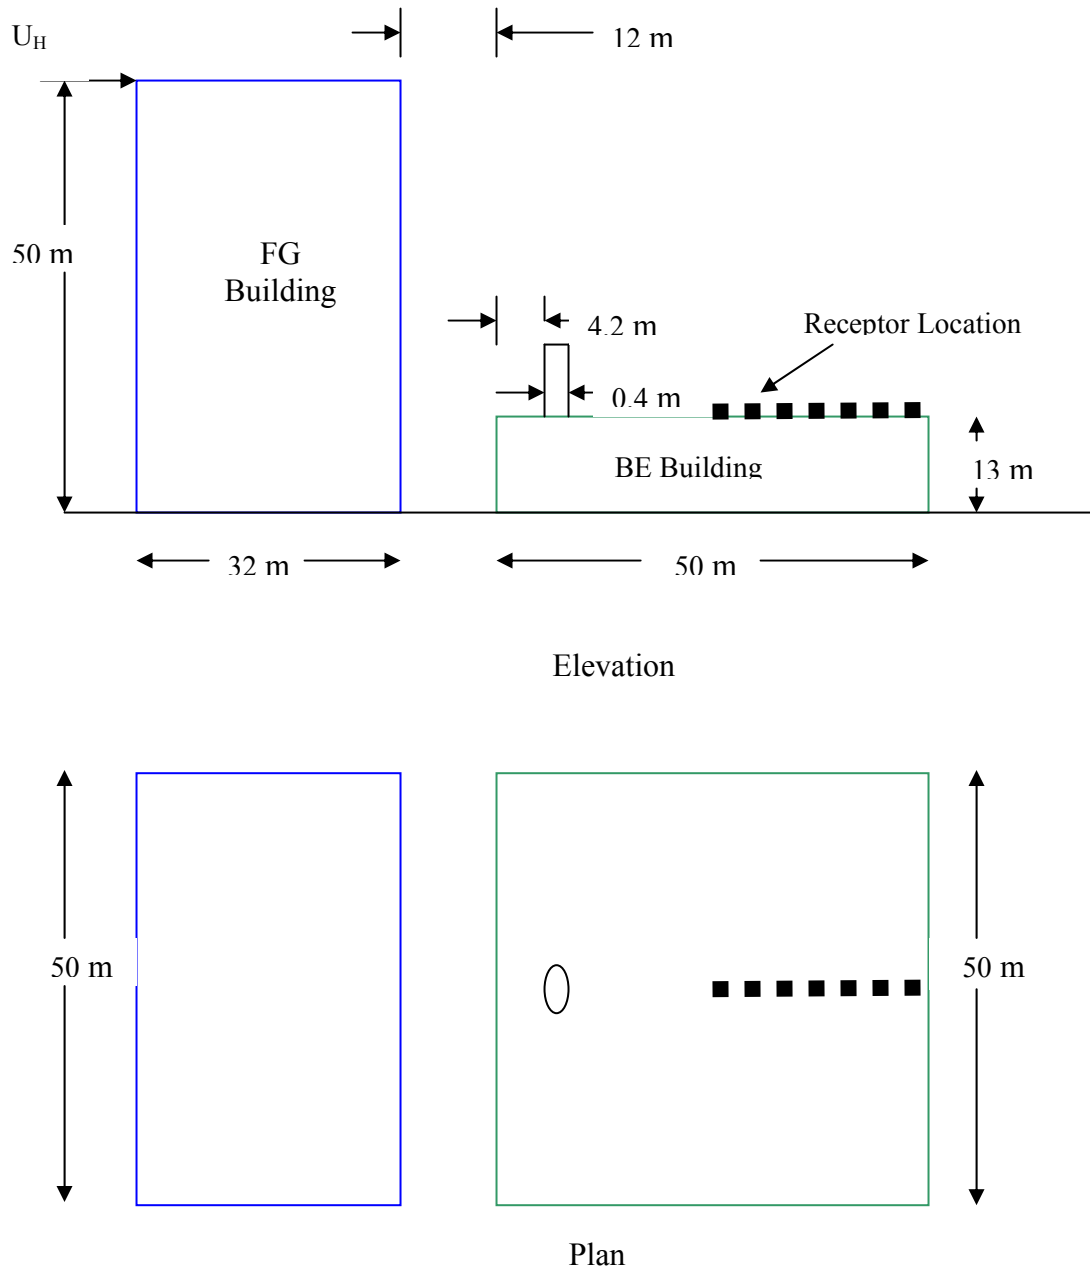 U_H
12 m
50 m
FG
Building
4.2 m
Receptor Location
0.4 m
BE Building
13 m
32 m
50 m
Elevation
50 m
50 m
Plan